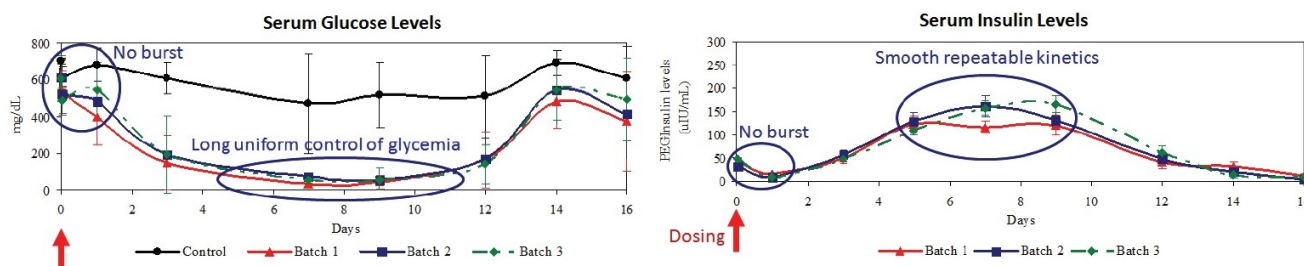 Serum Glucose Levels
800
600
400
200
0
mg/dL
No burst
Long uniform control of glycemia
0 2 4 6 8 10 12 14 16
Days
Control Batch 1 Batch 2 Batch 3
Serum Insulin Levels
300
250
200
150
100
50
0
PEGInsulin levels
(uIU/mL)
Smooth repeatable kinetics
No burst
0 2 4 6 8 10 12 14 16
Days
Dosing
Batch 1 Batch 2 Batch 3